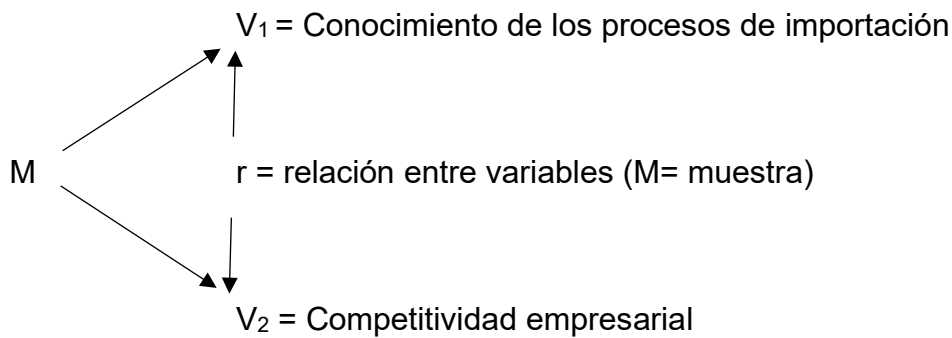 V₁ = Conocimiento de los procesos de importación
M
r = relación entre variables (M= muestra)
V₂ = Competitividad empresarial